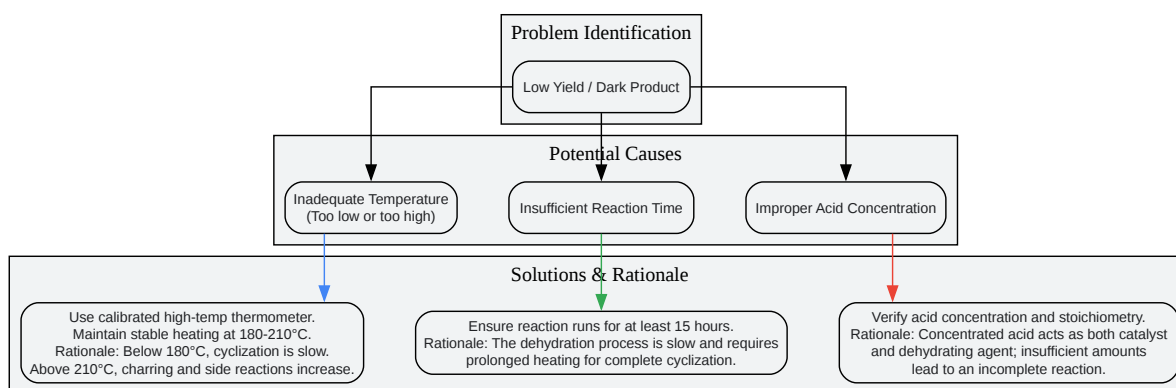 Problem Identification
Low Yield / Dark Product
Potential Causes
Inadequate Temperature
(Too low or too high)
Insufficient Reaction Time
Improper Acid Concentration
Solutions & Rationale
Use calibrated high-temp thermometer.
Maintain stable heating at 180-210°C.
Rationale: Below 180°C, cyclization is slow.
Above 210°C, charring and side reactions increase.
Ensure reaction runs for at least 15 hours.
Rationale: The dehydration process is slow and requires
prolonged heating for complete cyclization.
Verify acid concentration and stoichiometry.
Rationale: Concentrated acid acts as both catalyst
and dehydrating agent; insufficient amounts
lead to an incomplete reaction.